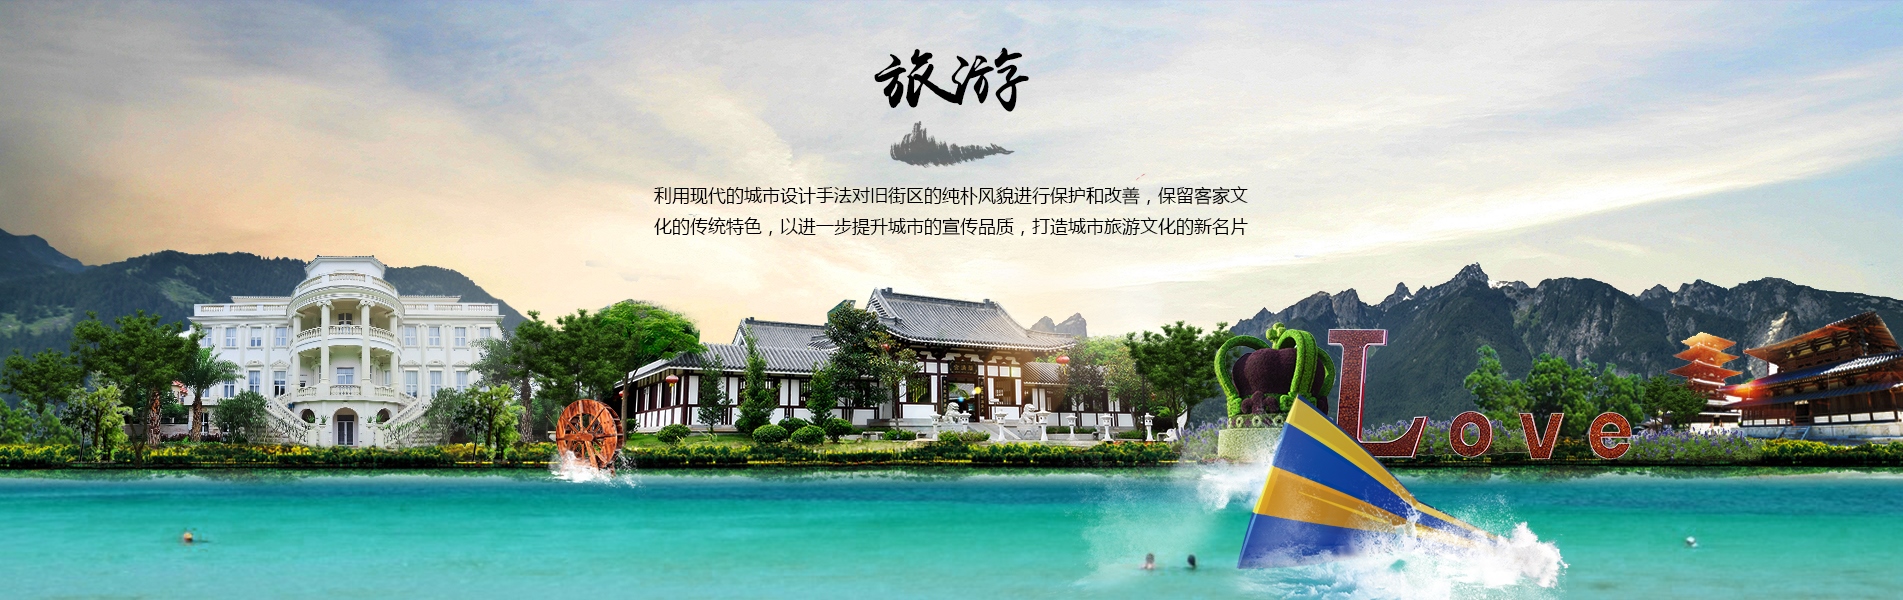 旅游
利用现代的城市设计手法对旧街区的纯朴风貌进行保护和改善，保留客家文
化的传统特色，以进一步提升城市的宣传品质，打造城市旅游文化的新名片
Love